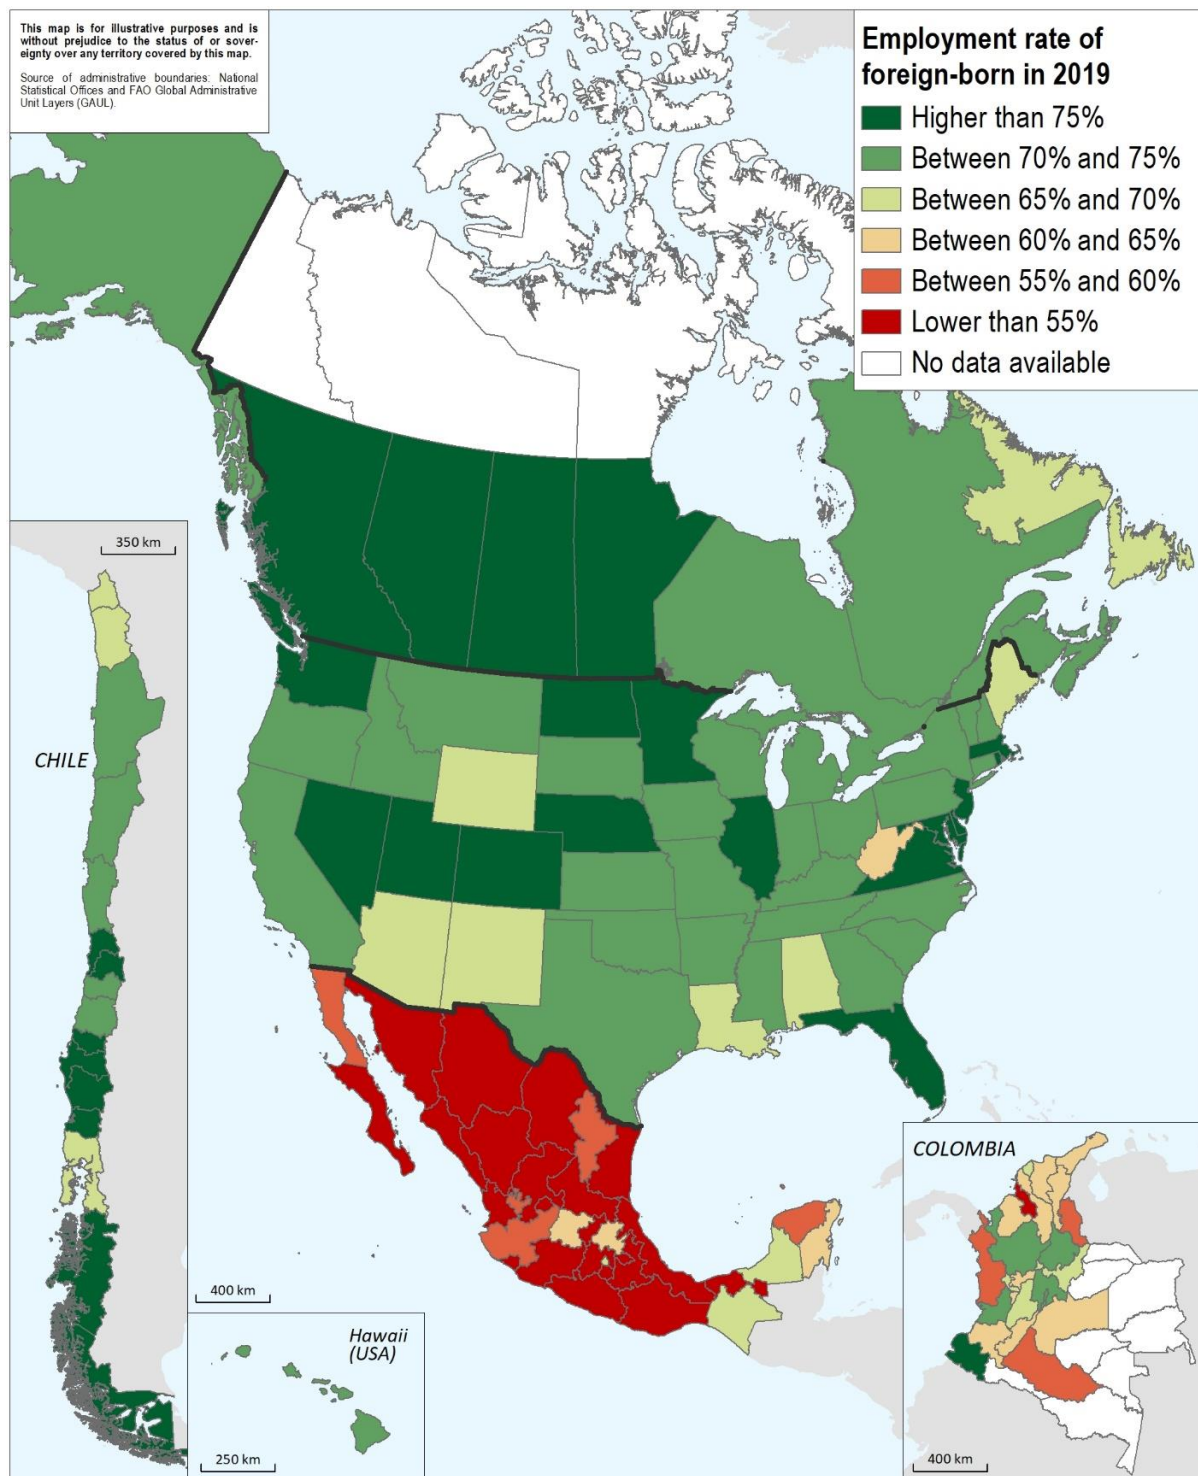 This map is for illustrative purposes and is
without prejudice to the status of or sover-
eignty over any territory covered by this map.
Source of administrative boundaries: National
Statistical Offices and FAO Global Administrative
Unit Layers (GAUL).
Employment rate of
foreign-born in 2019
Higher than 75%
Between 70% and 75%
Between 65% and 70%
Between 60% and 65%
Between 55% and 60%
Lower than 55%
No data available
350 km
CHILE
COLOMBIA
400 km
Hawaii
(USA)
250 km
400 km